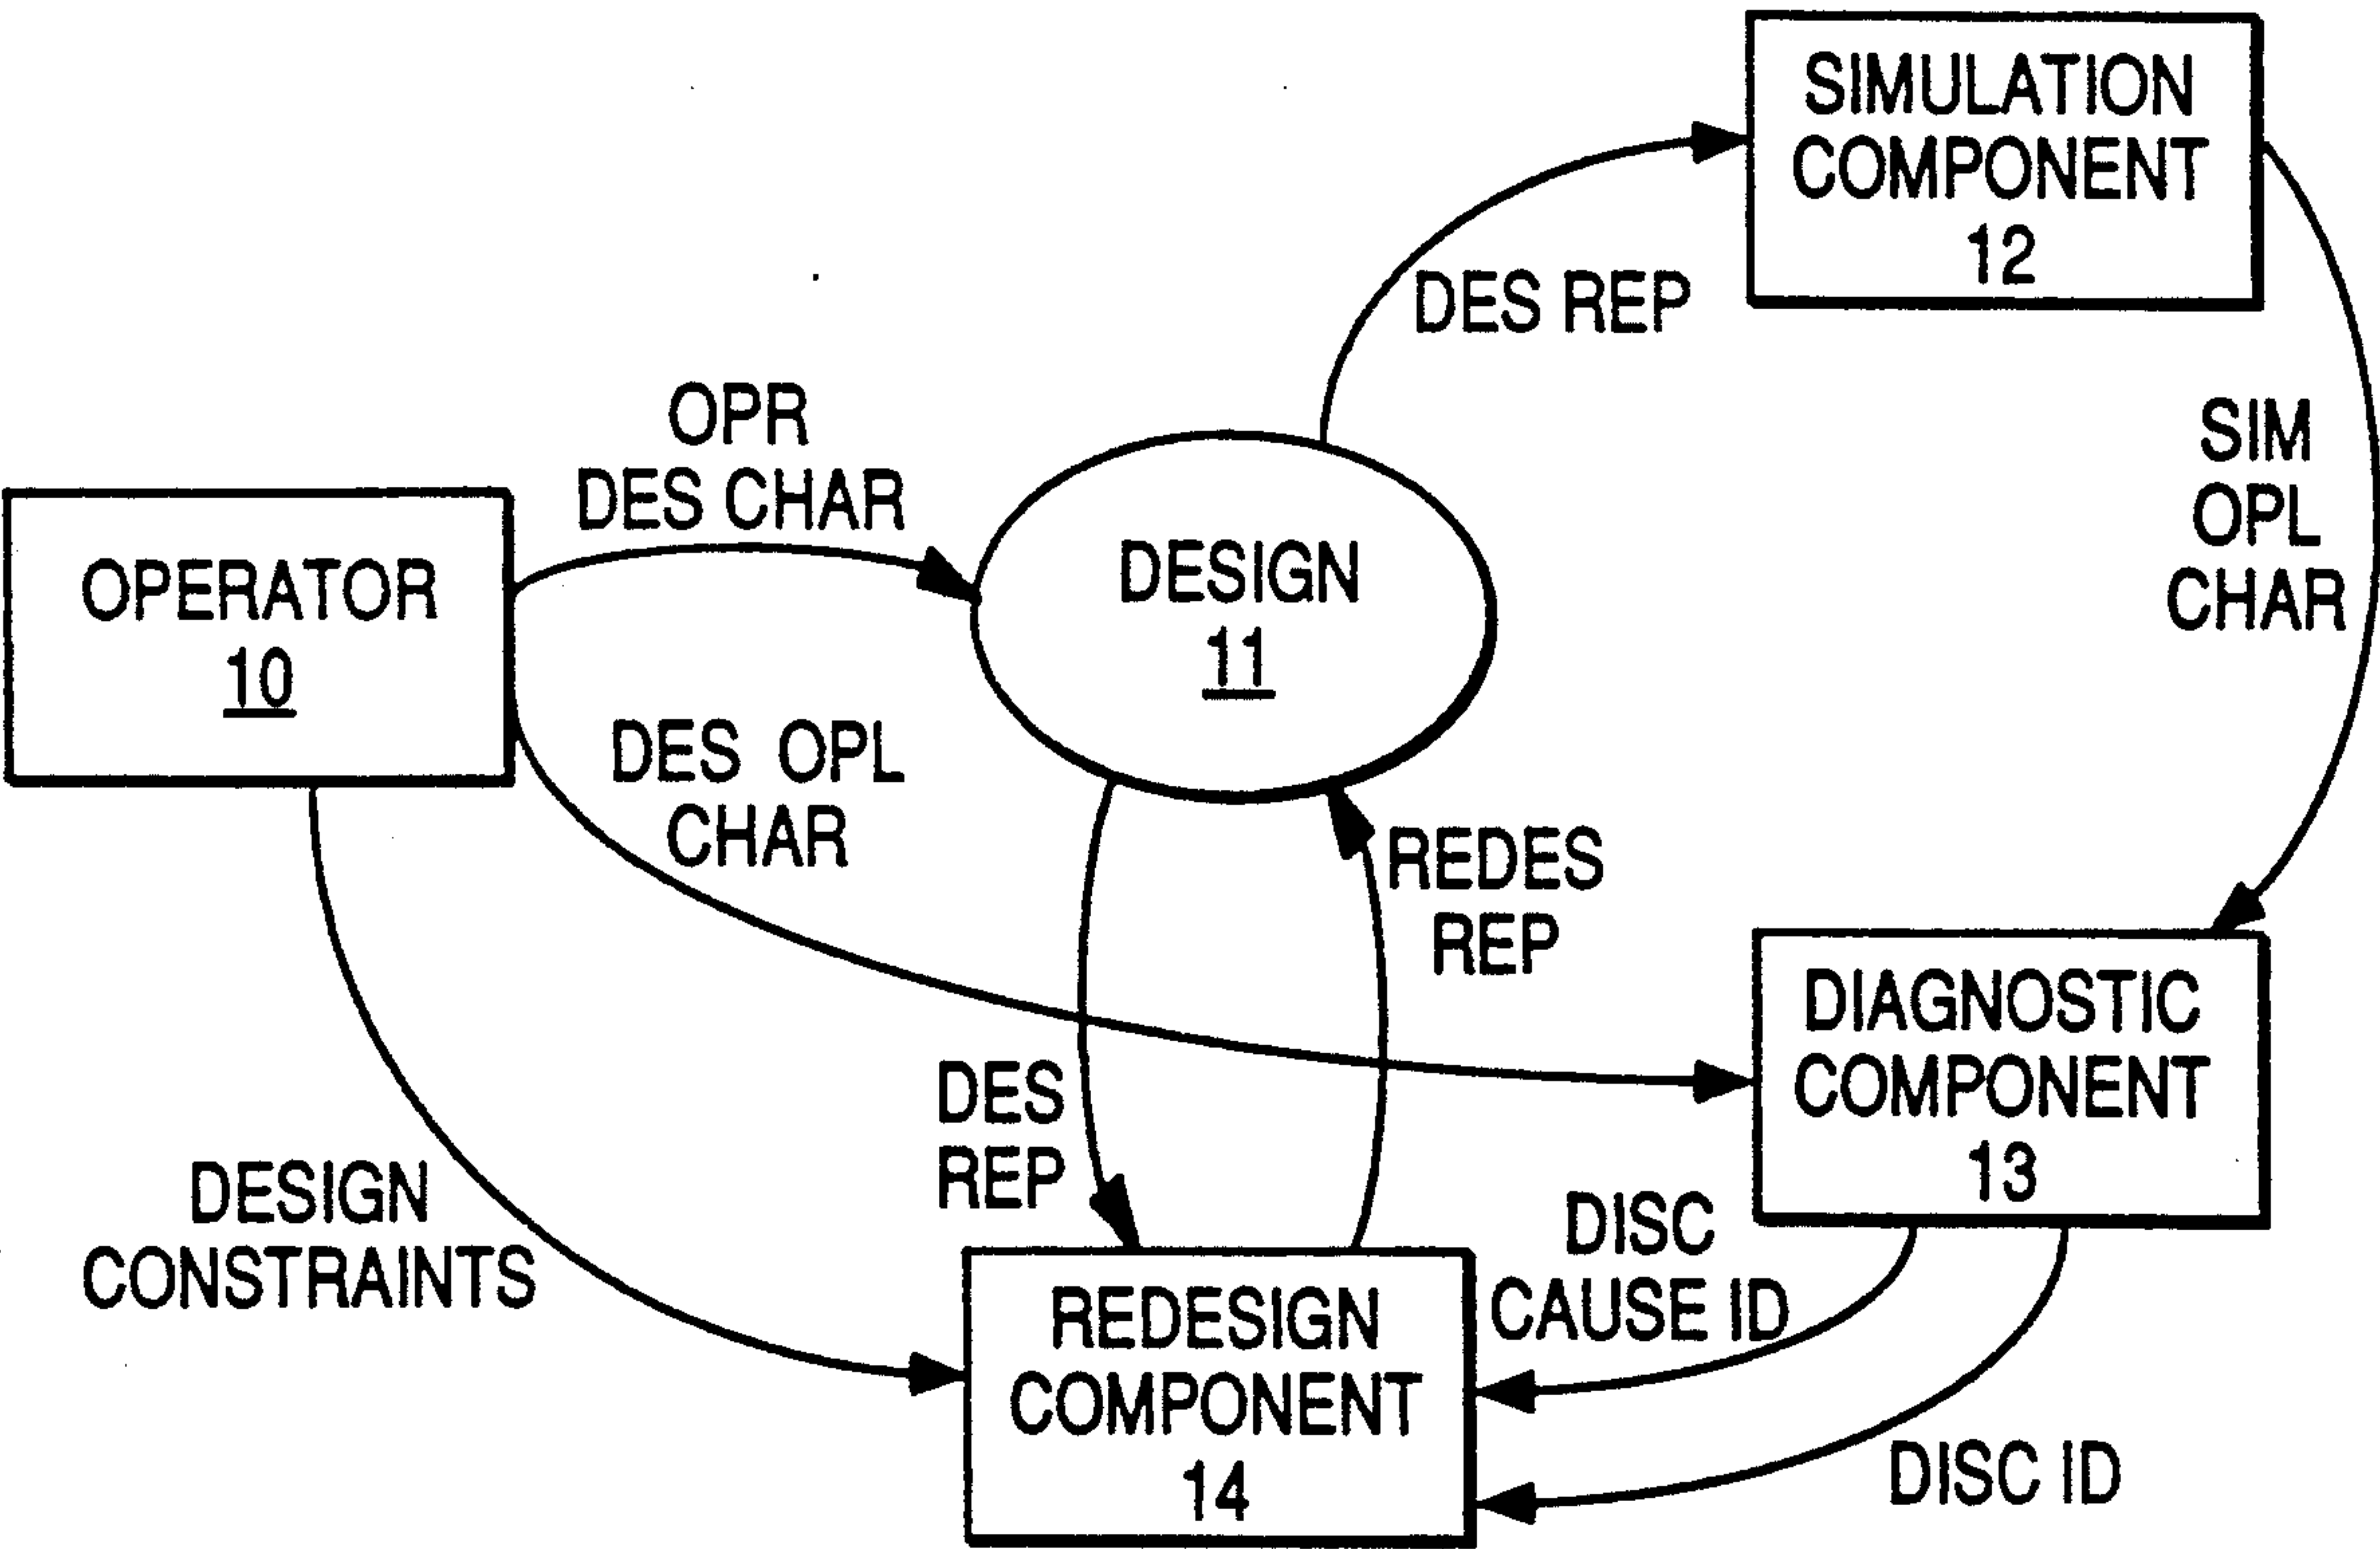 SIMULATION
COMPONENT
12
DES REP
OPR
DES CHAR
SIM
OPL
CHAR
OPERATOR
10
DESIGN
11
DES OPL
CHAR
REDES
REP
DIAGNOSTIC
COMPONENT
13
DES
REP
DESIGN
CONSTRAINTS
DISC
CAUSE ID
REDESIGN
COMPONENT
14
DISC ID